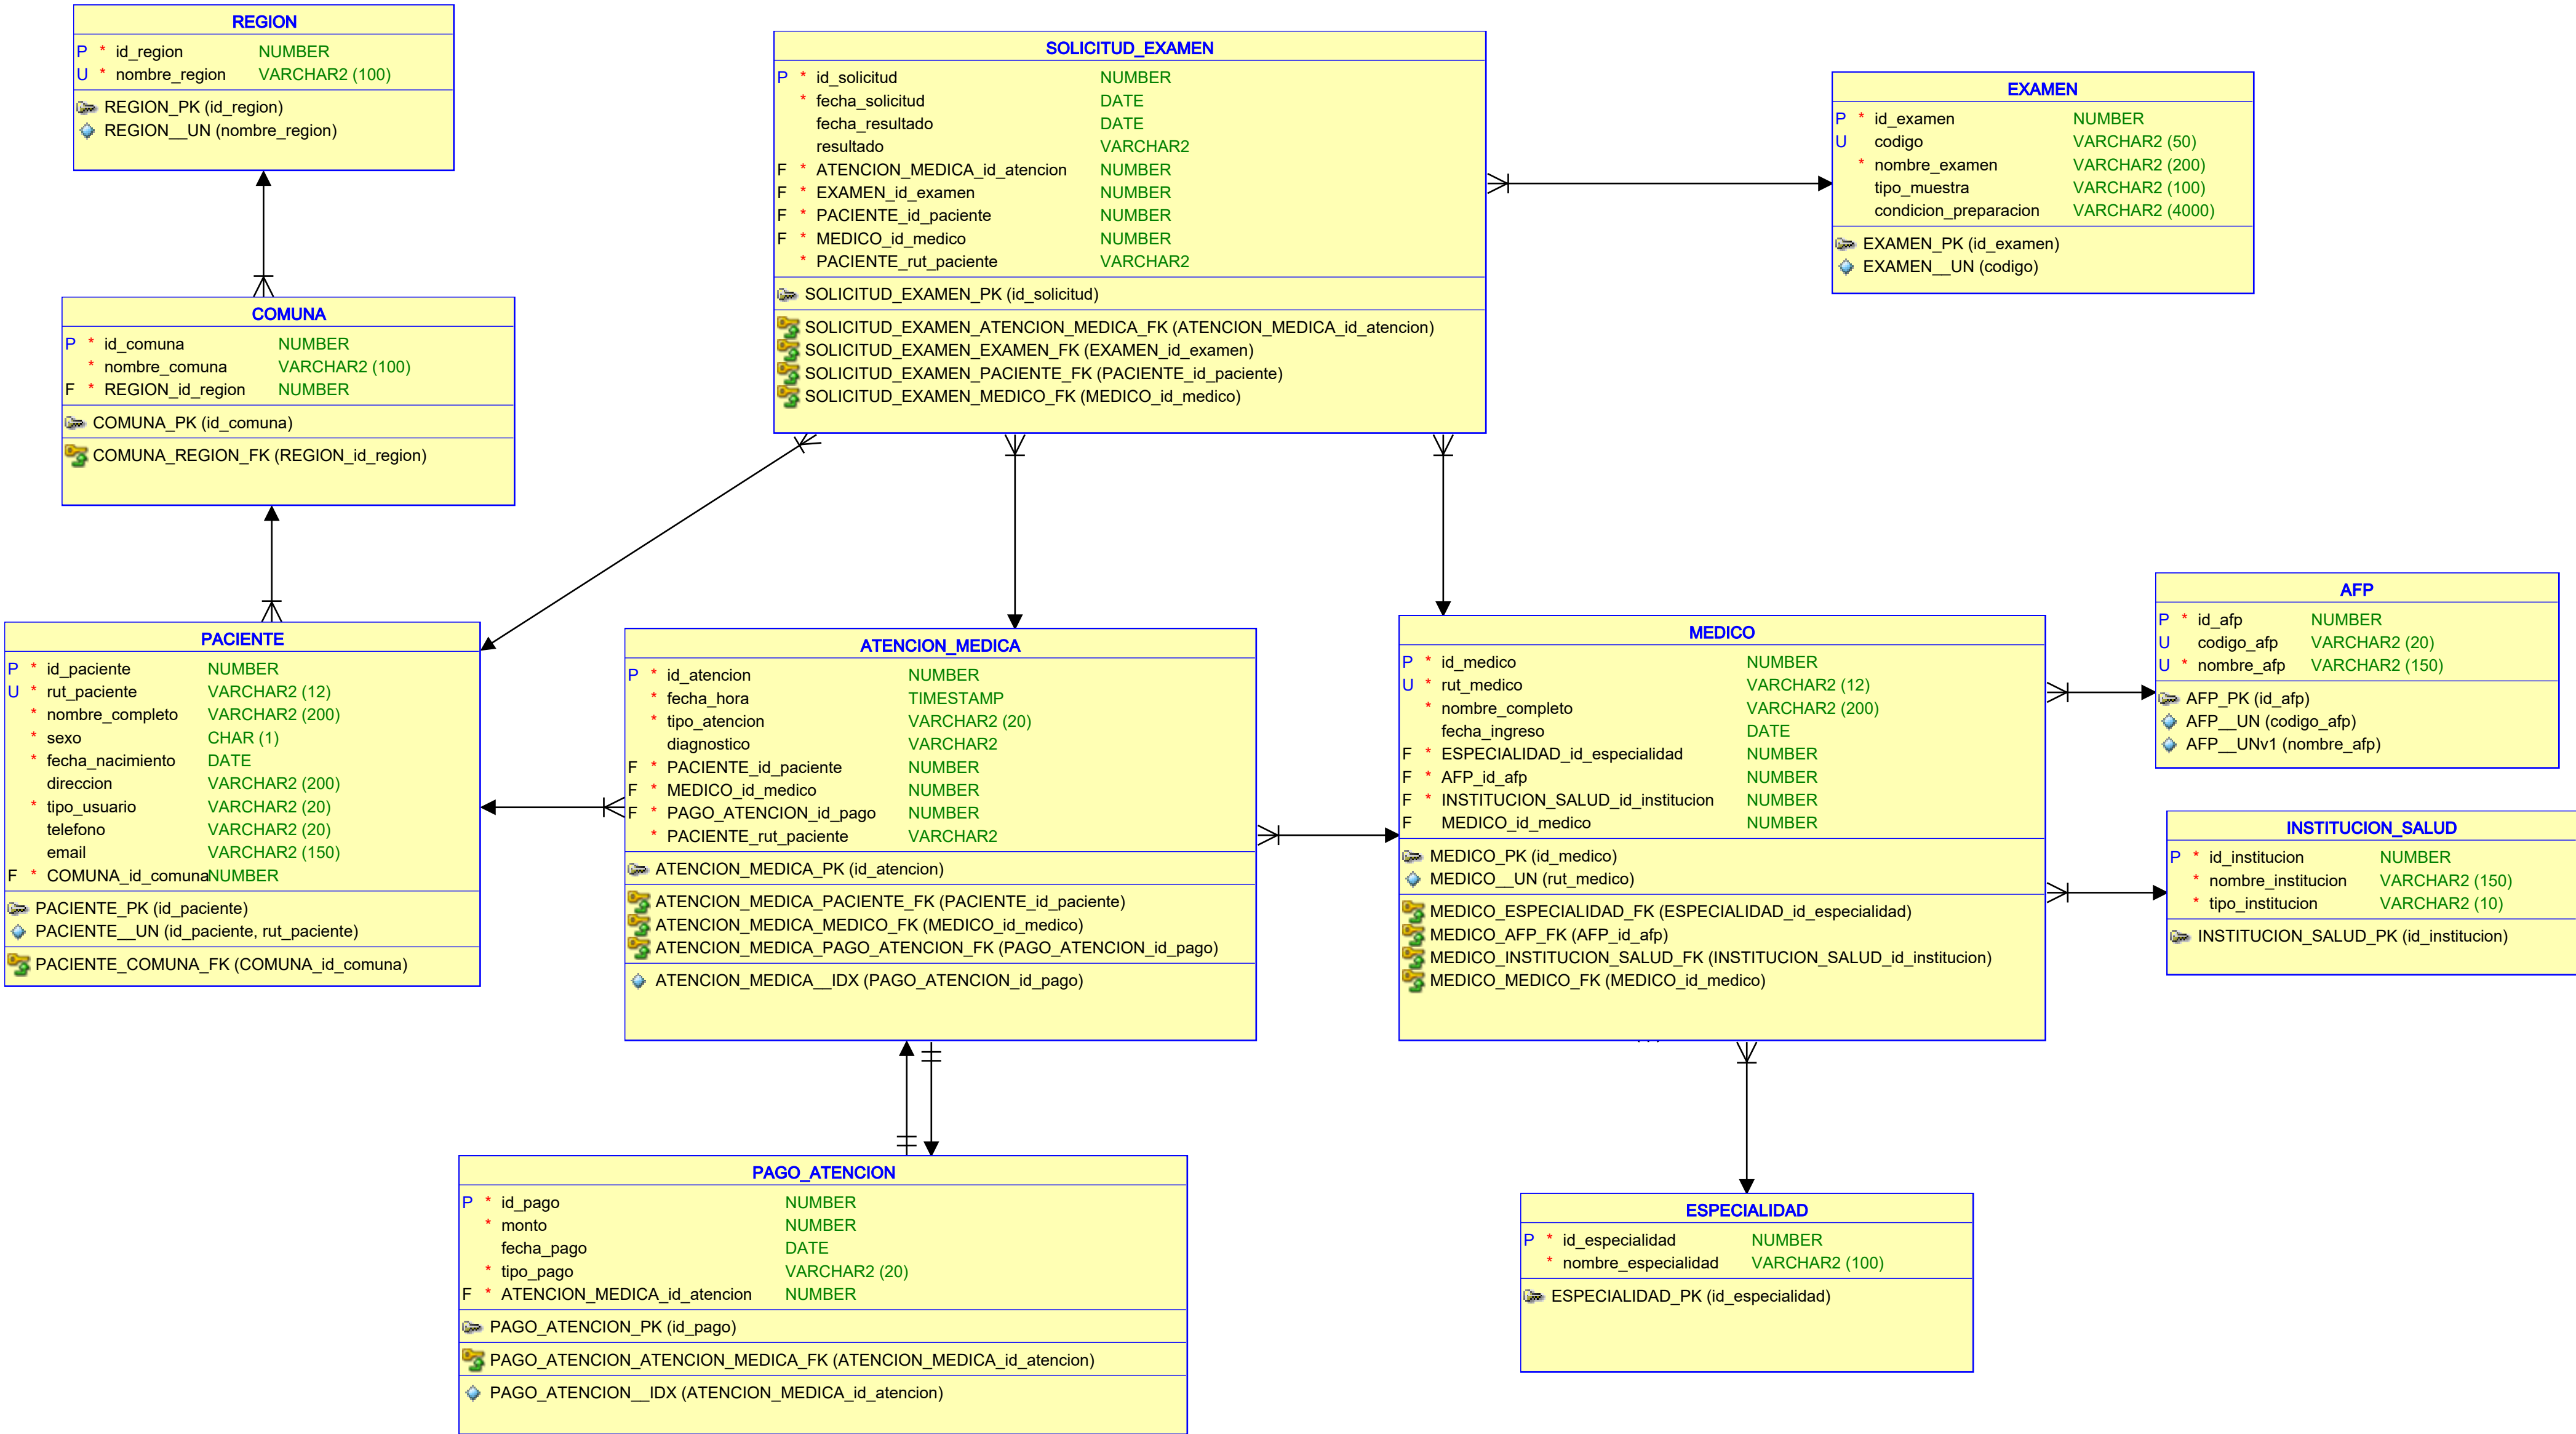 REGION
P * id_region NUMBER
U * nombre_region VARCHAR2 (100)
REGION_PK (id_region)
REGION__UN (nombre_region)
SOLICITUD_EXAMEN
P * id_solicitud NUMBER
* fecha_solicitud DATE
fecha_resultado DATE
resultado VARCHAR2
F * ATENCION_MEDICA_id_atencion NUMBER
F * EXAMEN_id_examen NUMBER
F * PACIENTE_id_paciente NUMBER
F * MEDICO_id_medico NUMBER
* PACIENTE_rut_paciente VARCHAR2
SOLICITUD_EXAMEN_PK (id_solicitud)
SOLICITUD_EXAMEN_ATENCION_MEDICA_FK (ATENCION_MEDICA_id_atencion)
SOLICITUD_EXAMEN_EXAMEN_FK (EXAMEN_id_examen)
SOLICITUD_EXAMEN_PACIENTE_FK (PACIENTE_id_paciente)
SOLICITUD_EXAMEN_MEDICO_FK (MEDICO_id_medico)
EXAMEN
P * id_examen NUMBER
U codigo VARCHAR2 (50)
* nombre_examen VARCHAR2 (200)
tipo_muestra VARCHAR2 (100)
condicion_preparacion VARCHAR2 (4000)
EXAMEN_PK (id_examen)
EXAMEN__UN (codigo)
COMUNA
P * id_comuna NUMBER
* nombre_comuna VARCHAR2 (100)
F * REGION_id_region NUMBER
COMUNA_PK (id_comuna)
COMUNA_REGION_FK (REGION_id_region)
PACIENTE
P * id_paciente NUMBER
U * rut_paciente VARCHAR2 (12)
* nombre_completo VARCHAR2 (200)
* sexo CHAR (1)
* fecha_nacimiento DATE
direccion VARCHAR2 (200)
* tipo_usuario VARCHAR2 (20)
telefono VARCHAR2 (20)
email VARCHAR2 (150)
F * COMUNA_id_comuna NUMBER
PACIENTE_PK (id_paciente)
PACIENTE__UN (id_paciente, rut_paciente)
PACIENTE_COMUNA_FK (COMUNA_id_comuna)
ATENCION_MEDICA
P * id_atencion NUMBER
* fecha_hora TIMESTAMP
* tipo_atencion VARCHAR2 (20)
diagnostico VARCHAR2
F * PACIENTE_id_paciente NUMBER
F * MEDICO_id_medico NUMBER
F * PAGO_ATENCION_id_pago NUMBER
* PACIENTE_rut_paciente VARCHAR2
ATENCION_MEDICA_PK (id_atencion)
ATENCION_MEDICA_PACIENTE_FK (PACIENTE_id_paciente)
ATENCION_MEDICA_MEDICO_FK (MEDICO_id_medico)
ATENCION_MEDICA_PAGO_ATENCION_FK (PAGO_ATENCION_id_pago)
ATENCION_MEDICA__IDX (PAGO_ATENCION_id_pago)
MEDICO
P * id_medico NUMBER
U * rut_medico VARCHAR2 (12)
* nombre_completo VARCHAR2 (200)
fecha_ingreso DATE
F * ESPECIALIDAD_id_especialidad NUMBER
F * AFP_id_afp NUMBER
F * INSTITUCION_SALUD_id_institucion NUMBER
F MEDICO_id_medico NUMBER
MEDICO_PK (id_medico)
MEDICO__UN (rut_medico)
MEDICO_ESPECIALIDAD_FK (ESPECIALIDAD_id_especialidad)
MEDICO_AFP_FK (AFP_id_afp)
MEDICO_INSTITUCION_SALUD_FK (INSTITUCION_SALUD_id_institucion)
MEDICO_MEDICO_FK (MEDICO_id_medico)
AFP
P * id_afp NUMBER
U codigo_afp VARCHAR2 (20)
U * nombre_afp VARCHAR2 (150)
AFP_PK (id_afp)
AFP__UN (codigo_afp)
AFP__UNv1 (nombre_afp)
INSTITUCION_SALUD
P * id_institucion NUMBER
* nombre_institucion VARCHAR2 (150)
* tipo_institucion VARCHAR2 (10)
INSTITUCION_SALUD_PK (id_institucion)
PAGO_ATENCION
P * id_pago NUMBER
* monto NUMBER
fecha_pago DATE
* tipo_pago VARCHAR2 (20)
F * ATENCION_MEDICA_id_atencion NUMBER
PAGO_ATENCION_PK (id_pago)
PAGO_ATENCION_ATENCION_MEDICA_FK (ATENCION_MEDICA_id_atencion)
PAGO_ATENCION__IDX (ATENCION_MEDICA_id_atencion)
ESPECIALIDAD
P * id_especialidad NUMBER
* nombre_especialidad VARCHAR2 (100)
ESPECIALIDAD_PK (id_especialidad)